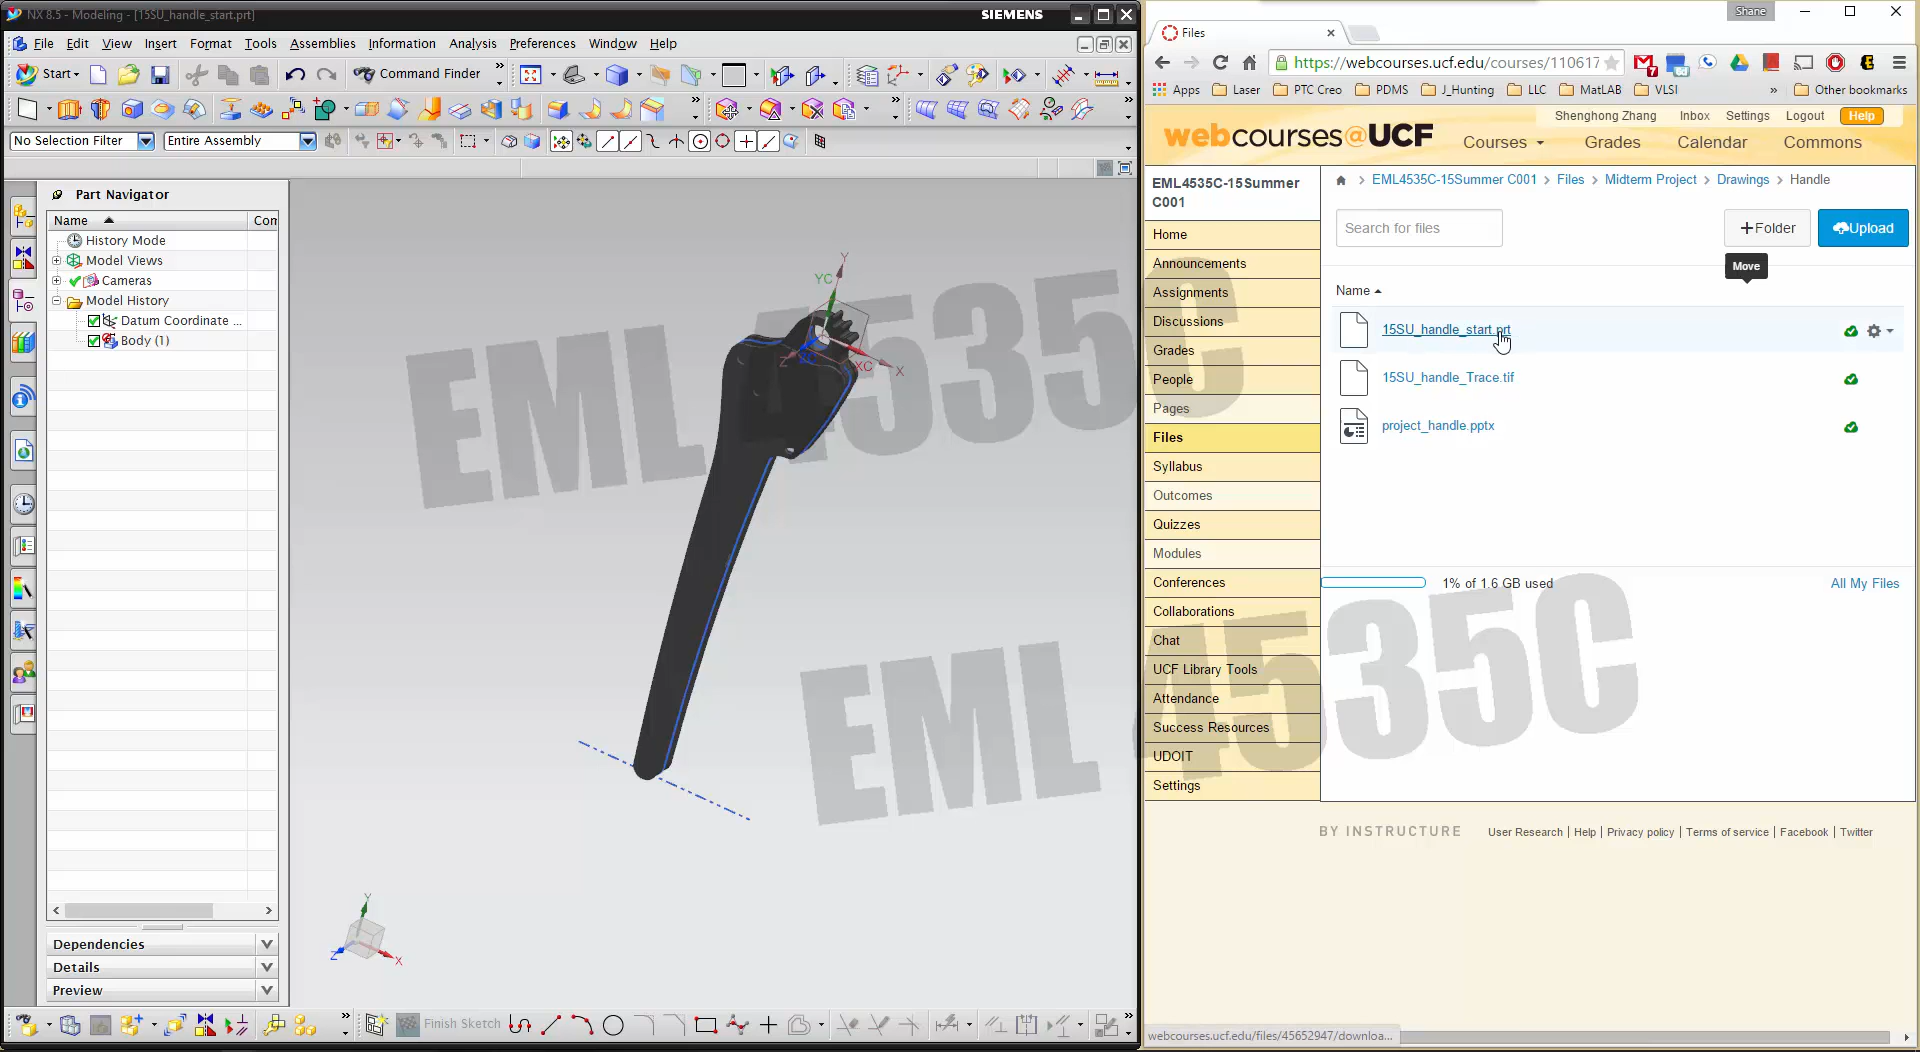 NX 8.5 - Modeling - [15SU_handle_start.prt]
SIEMENS
File Edit View Insert Format Tools Assemblies Information Analysis Preferences Window Help
Start
Command Finder
No Selection Filter
Entire Assembly
Part Navigator
Name
Con
History Mode
Model Views
Cameras
Model History
Datum Coordinate ...
Body (1)
Dependencies
Details
Preview
Y
YC
Z
XC
X
EML 4535C
EML 4535C
Y
Z
X
Finish Sketch
Files
https://webcourses.ucf.edu/courses/110617
Apps Laser PTC Creo PDMS J_Hunting LLC MatLAB VLSI » Other bookmarks
Shenghong Zhang Inbox Settings Logout Help
webcourses@UCF
Courses Grades Calendar Commons
Share
EML4535C-15Summer
C001
Home
Announcements
Assignments
Discussions
Grades
People
Pages
Files
Syllabus
Outcomes
Quizzes
Modules
Conferences
Collaborations
Chat
UCF Library Tools
Attendance
Success Resources
UDOIT
Settings
EML4535C-15Summer C001 > Files > Midterm Project > Drawings > Handle
Search for files
+Folder
Upload
Move
Name
15SU_handle_start.prt
15SU_handle_Trace.tif
project_handle.pptx
1% of 1.6 GB used
All My Files
BY INSTRUCTURE
User Research | Help | Privacy policy | Terms of service | Facebook | Twitter
webcourses.ucf.edu/files/45652947/downloa...